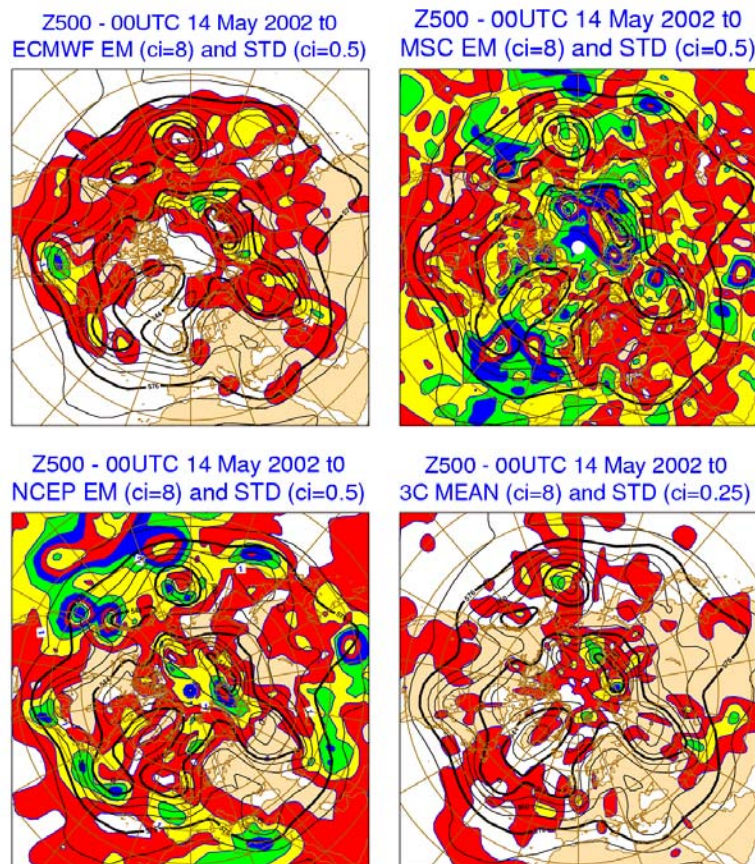 Z500 - 00UTC 14 May 2002 t0
ECMWF EM (ci=8) and STD (ci=0.5)
Z500 - 00UTC 14 May 2002 t0
MSC EM (ci=8) and STD (ci=0.5)
Z500 - 00UTC 14 May 2002 t0
NCEP EM (ci=8) and STD (ci=0.5)
Z500 - 00UTC 14 May 2002 t0
3C MEAN (ci=8) and STD (ci=0.25)